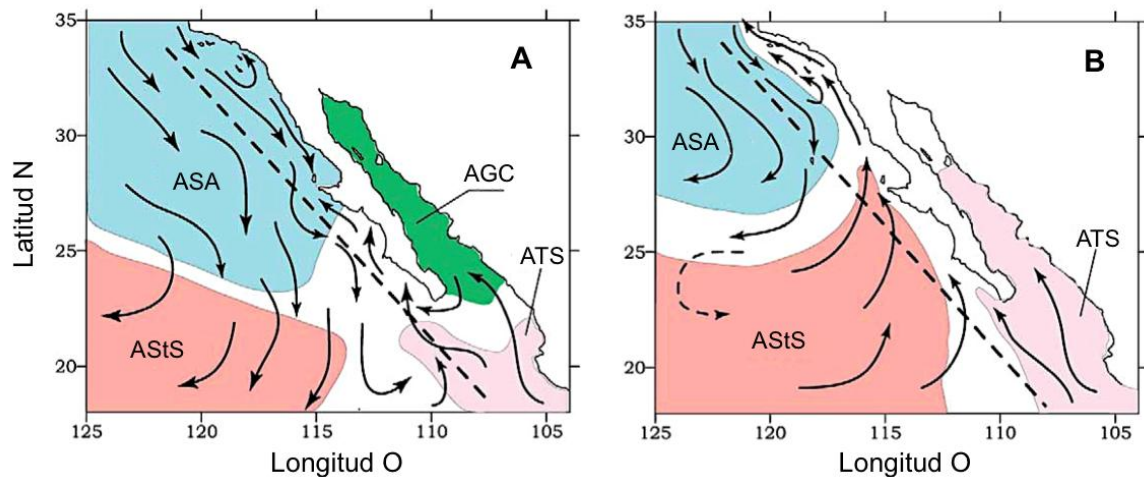 A
B
ASA
AGC
ATS
AStS
ASA
ATS
AStS
Latitud N
35
30
25
20
125
120
115
110
105
Longitud O
35
30
25
20
125
120
115
110
105
Longitud O